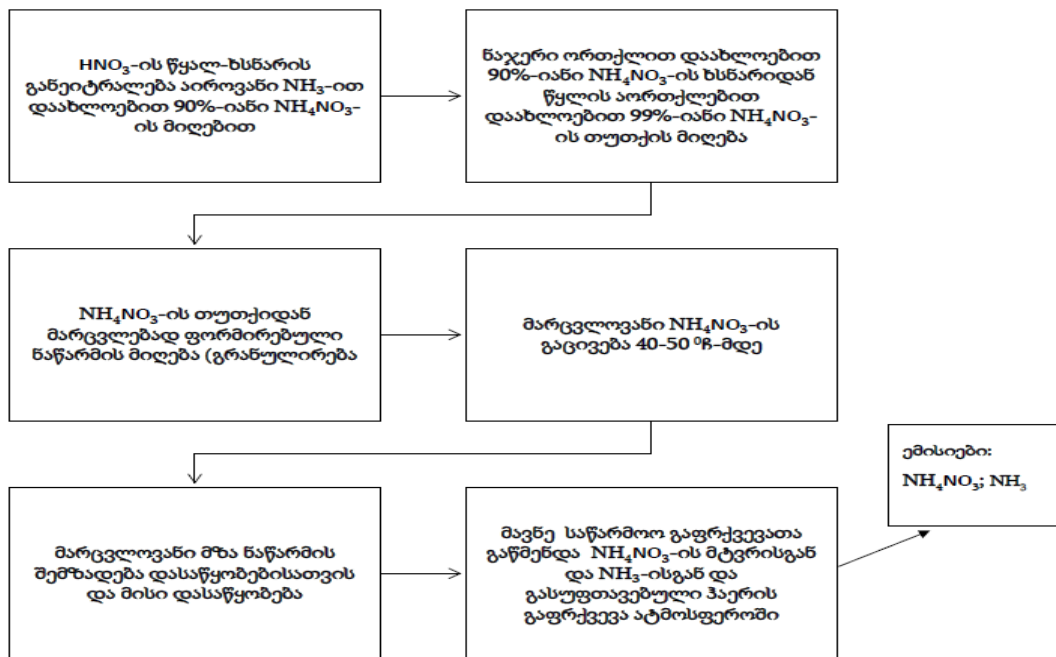 HNO₃-ის წყალ-ხსნარის
განეიტრალება აიროვანი NH₃-ით
დაახლოებით 90%-იანი NH₄NO₃-
ის მიღებით
ნაჯერი ორთქლით დაახლოებით
90%-იანი NH₄NO₃-ის ხსნარიდან
წყლის აორთქლებით
დაახლოებით 99%-იანი NH₄NO₃-
ის თუთქის მიღება
NH₄NO₃-ის თუთქიდან
მარცვლებად ფორმირებული
ნაწარმის მიღება (გრანულირება
მარცვლოვანი NH₄NO₃-ის
გაცივება 40-50 ⁰ჩ-მდე
მარცვლოვანი მზა ნაწარმის
შემზადება დასაწყობებისათვის
და მისი დასაწყობება
მავნე საწარმოო გაფრქვევათა
გაწმენდა NH₄NO₃-ის მტვრისგან
და NH₃-ისგან და
გასუფთავებული ჰაერის
გაფრქვევა ატმოსფეროში
ემისიები:
NH₄NO₃; NH₃